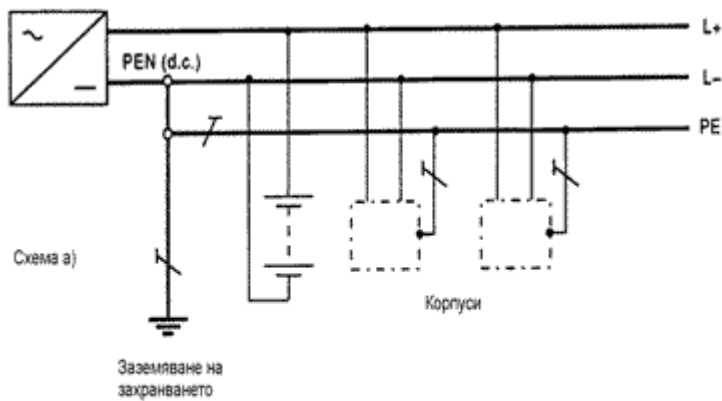 L+
PEN (d.c.)
L–
PE
Схема а)
Корпуси
Заземяване на
захранването